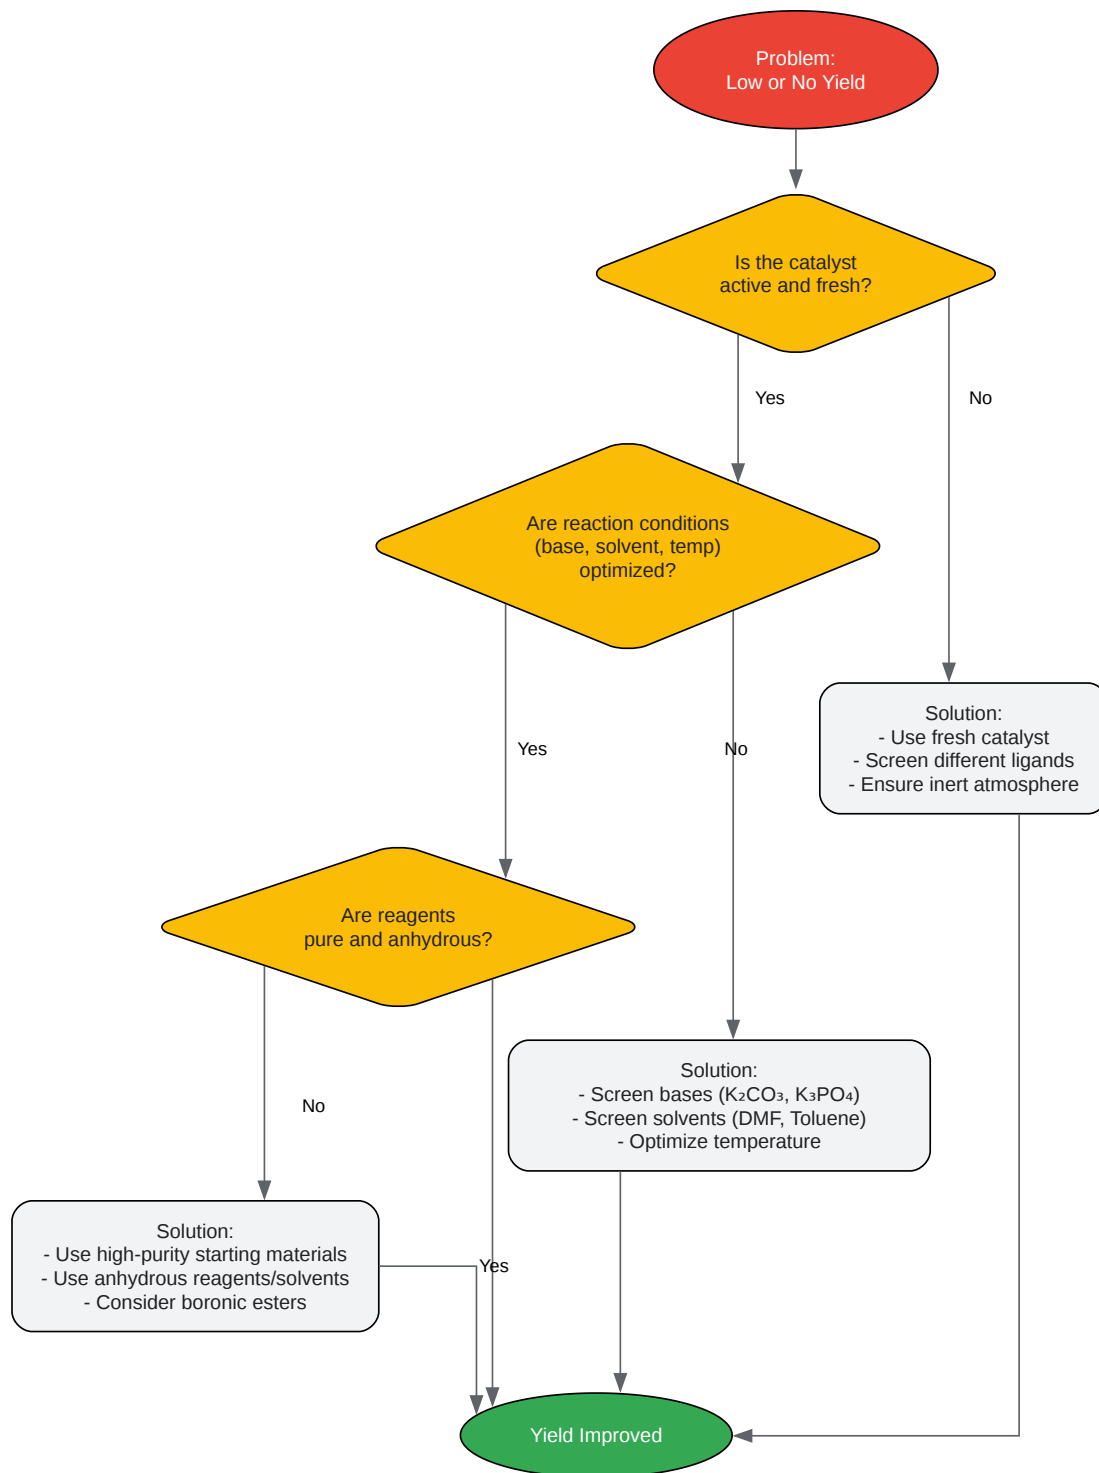 Problem:
Low or No Yield
Is the catalyst
active and fresh?
Yes
No
Are reaction conditions
(base, solvent, temp)
optimized?
Yes
No
Solution:
- Use fresh catalyst
- Screen different ligands
- Ensure inert atmosphere
Are reagents
pure and anhydrous?
No
Yes
Solution:
- Screen bases (K₂CO₃, K₃PO₄)
- Screen solvents (DMF, Toluene)
- Optimize temperature
Solution:
- Use high-purity starting materials
- Use anhydrous reagents/solvents
- Consider boronic esters
Yield Improved